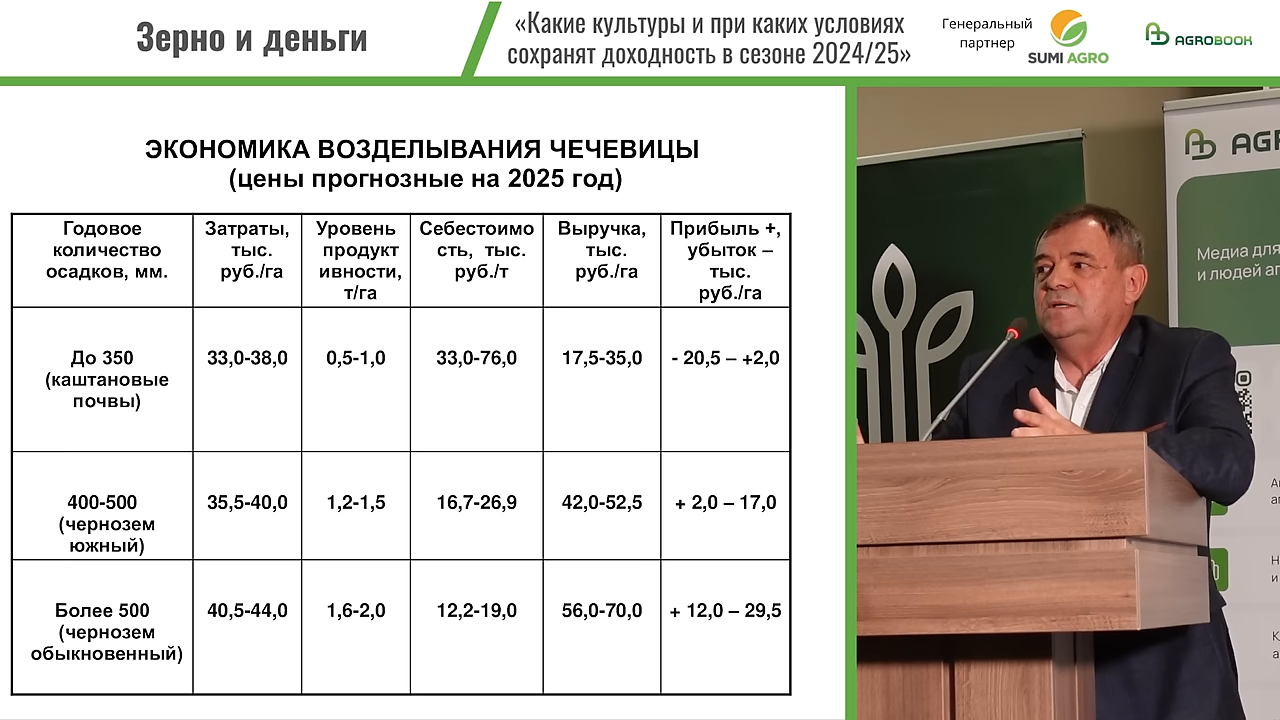 Зерно и деньги
«Какие культуры и при каких условиях
сохранят доходность в сезоне 2024/25»
Генеральный
партнер
SUMI AGRO
AGROBOOK
ЭКОНОМИКА ВОЗДЕЛЫВАНИЯ ЧЕЧЕВИЦЫ
(цены прогнозные на 2025 год)
Годовое
количество
осадков, мм.
Затраты,
тыс.
руб./га
Уровень
продукт
ивности,
т/га
Себестоимо
сть, тыс.
руб./т
Выручка,
тыс.
руб./га
Прибыль +,
убыток –
тыс.
руб./га
До 350
(каштановые
почвы)
33,0-38,0
0,5-1,0
33,0-76,0
17,5-35,0
- 20,5 – +2,0
400-500
(чернозем
южный)
35,5-40,0
1,2-1,5
16,7-26,9
42,0-52,5
+ 2,0 – 17,0
Более 500
(чернозем
обыкновенный)
40,5-44,0
1,6-2,0
12,2-19,0
56,0-70,0
+ 12,0 – 29,5
Медиа для
и людей